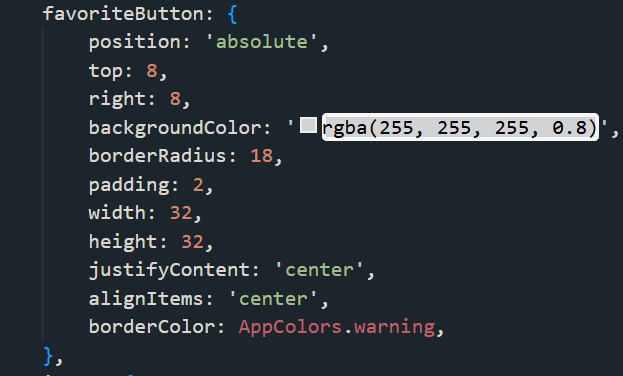 favoriteButton: {
position: 'absolute',
top: 8,
right: 8,
backgroundColor: 'rgba(255, 255, 255, 0.8)',
borderRadius: 18,
padding: 2,
width: 32,
height: 32,
justifyContent: 'center',
alignItems: 'center',
borderColor: AppColors.warning,
},